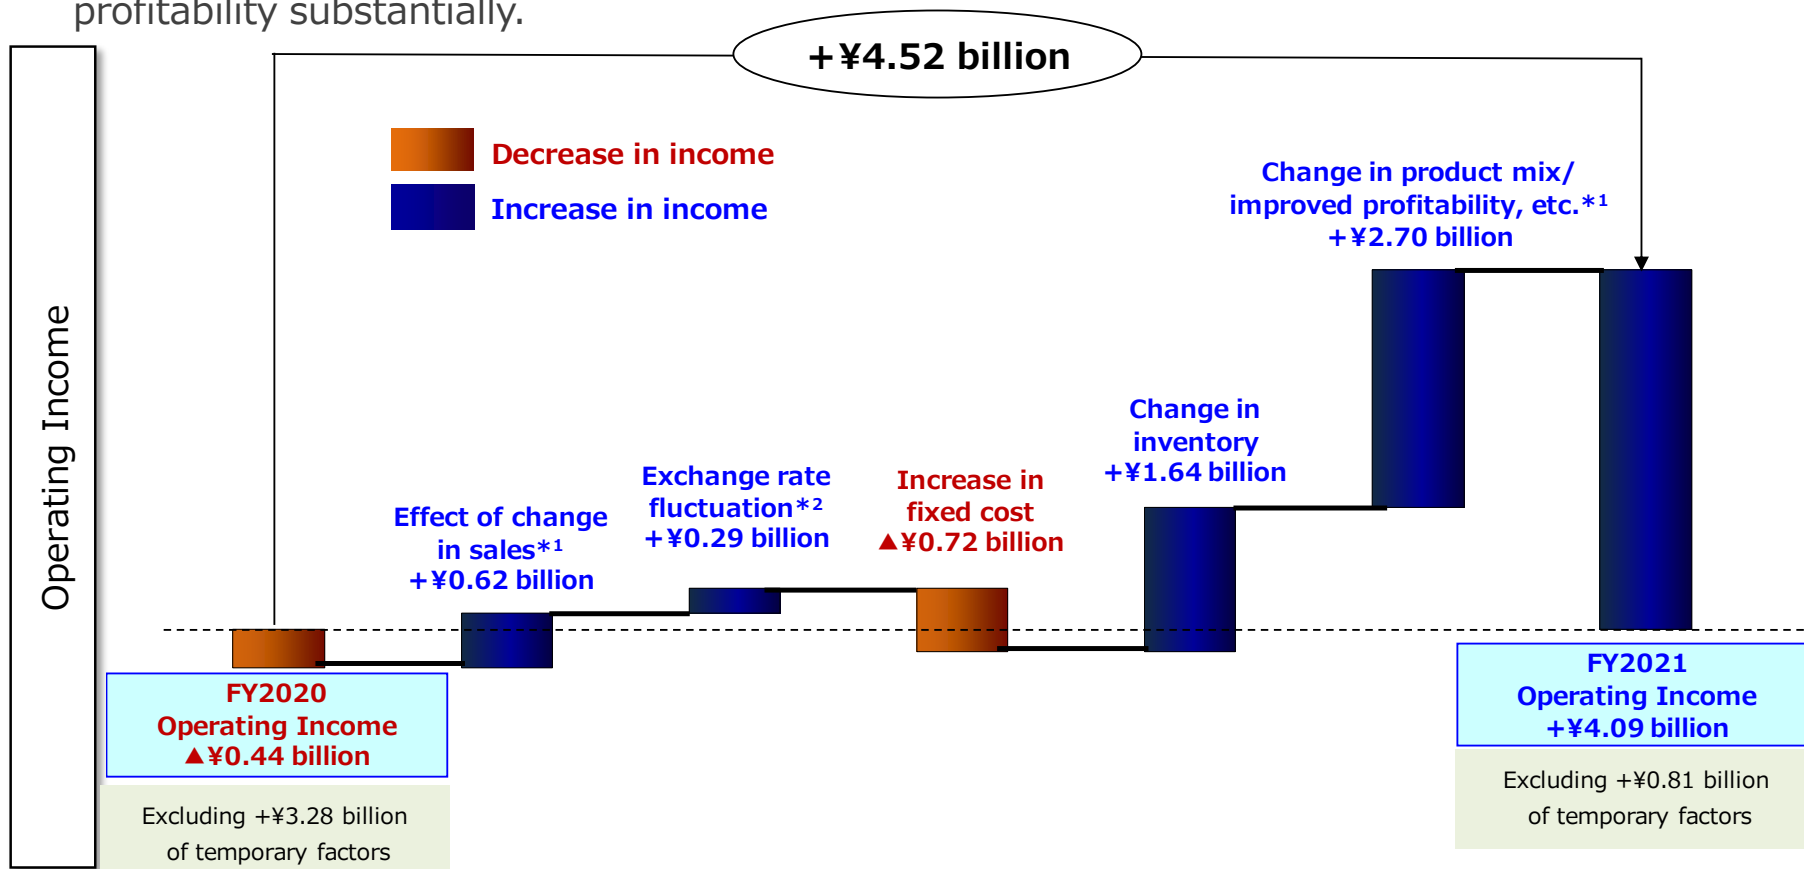 profitability substantially.
+¥4.52 billion
Decrease in income
Increase in income
Operating Income
Change in product mix/
improved profitability, etc.*1
+¥2.70 billion
Change in
inventory
+¥1.64 billion
Exchange rate
fluctuation*2
+¥0.29 billion
Increase in
fixed cost
▲¥0.72 billion
Effect of change
in sales*1
+¥0.62 billion
FY2020
Operating Income
▲¥0.44 billion
Excluding +¥3.28 billion
of temporary factors
FY2021
Operating Income
+¥4.09 billion
Excluding +¥0.81 billion
of temporary factors